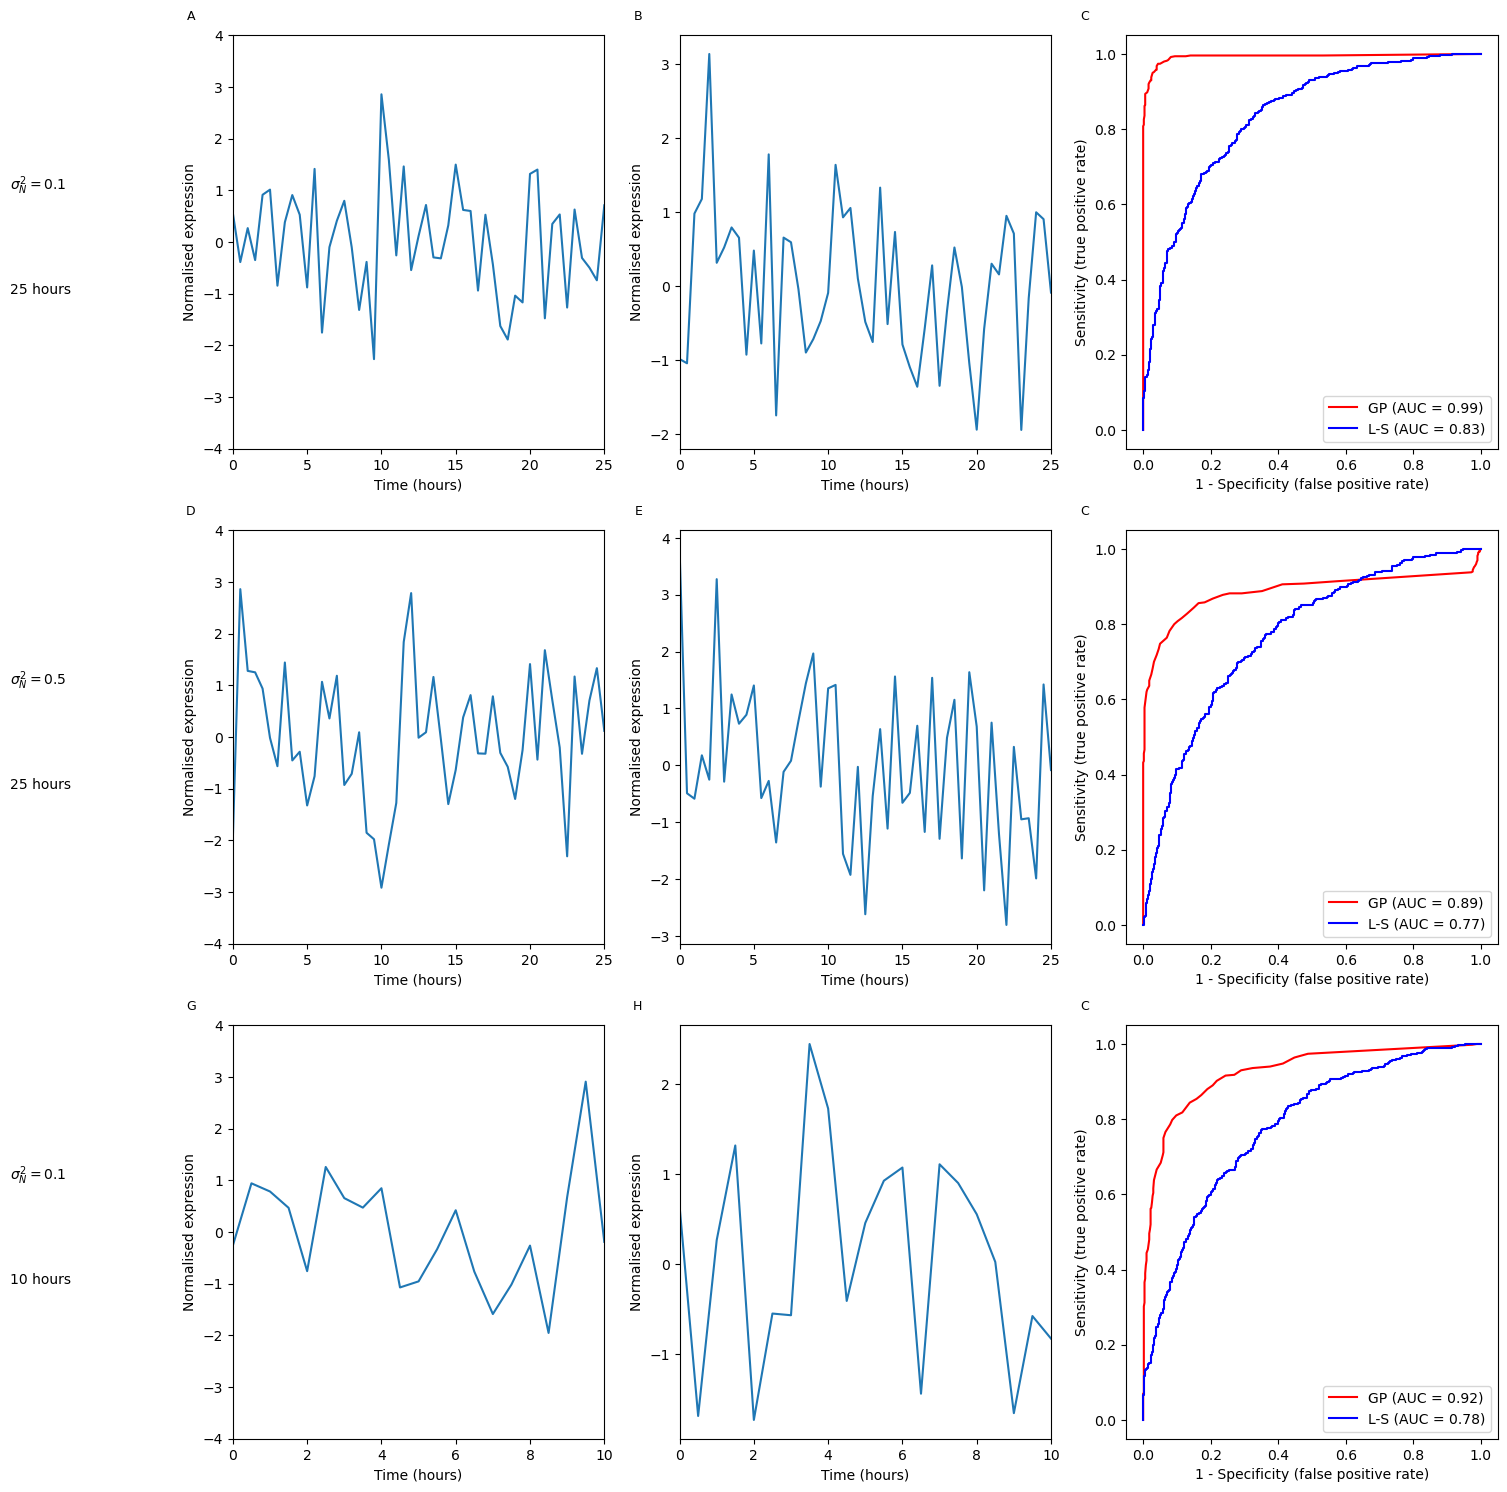 A
B
C
4
3
2
1
0
−1
−2
−3
−4
Normalised expression
0 5 10 15 20 25
Time (hours)
3
2
1
0
−1
−2
Normalised expression
0 5 10 15 20 25
Time (hours)
1.0
0.8
0.6
0.4
0.2
0.0
Sensitivity (true positive rate)
GP (AUC = 0.99)
L-S (AUC = 0.83)
0.0 0.2 0.4 0.6 0.8 1.0
1 - Specificity (false positive rate)
σ²_N = 0.1
25 hours
D
E
C
4
3
2
1
0
−1
−2
−3
−4
Normalised expression
0 5 10 15 20 25
Time (hours)
4
3
2
1
0
−1
−2
−3
Normalised expression
0 5 10 15 20 25
Time (hours)
1.0
0.8
0.6
0.4
0.2
0.0
Sensitivity (true positive rate)
GP (AUC = 0.89)
L-S (AUC = 0.77)
0.0 0.2 0.4 0.6 0.8 1.0
1 - Specificity (false positive rate)
σ²_N = 0.5
25 hours
G
H
C
4
3
2
1
0
−1
−2
−3
−4
Normalised expression
0 2 4 6 8 10
Time (hours)
2
1
0
−1
Normalised expression
0 2 4 6 8 10
Time (hours)
1.0
0.8
0.6
0.4
0.2
0.0
Sensitivity (true positive rate)
GP (AUC = 0.92)
L-S (AUC = 0.78)
0.0 0.2 0.4 0.6 0.8 1.0
1 - Specificity (false positive rate)
σ²_N = 0.1
10 hours